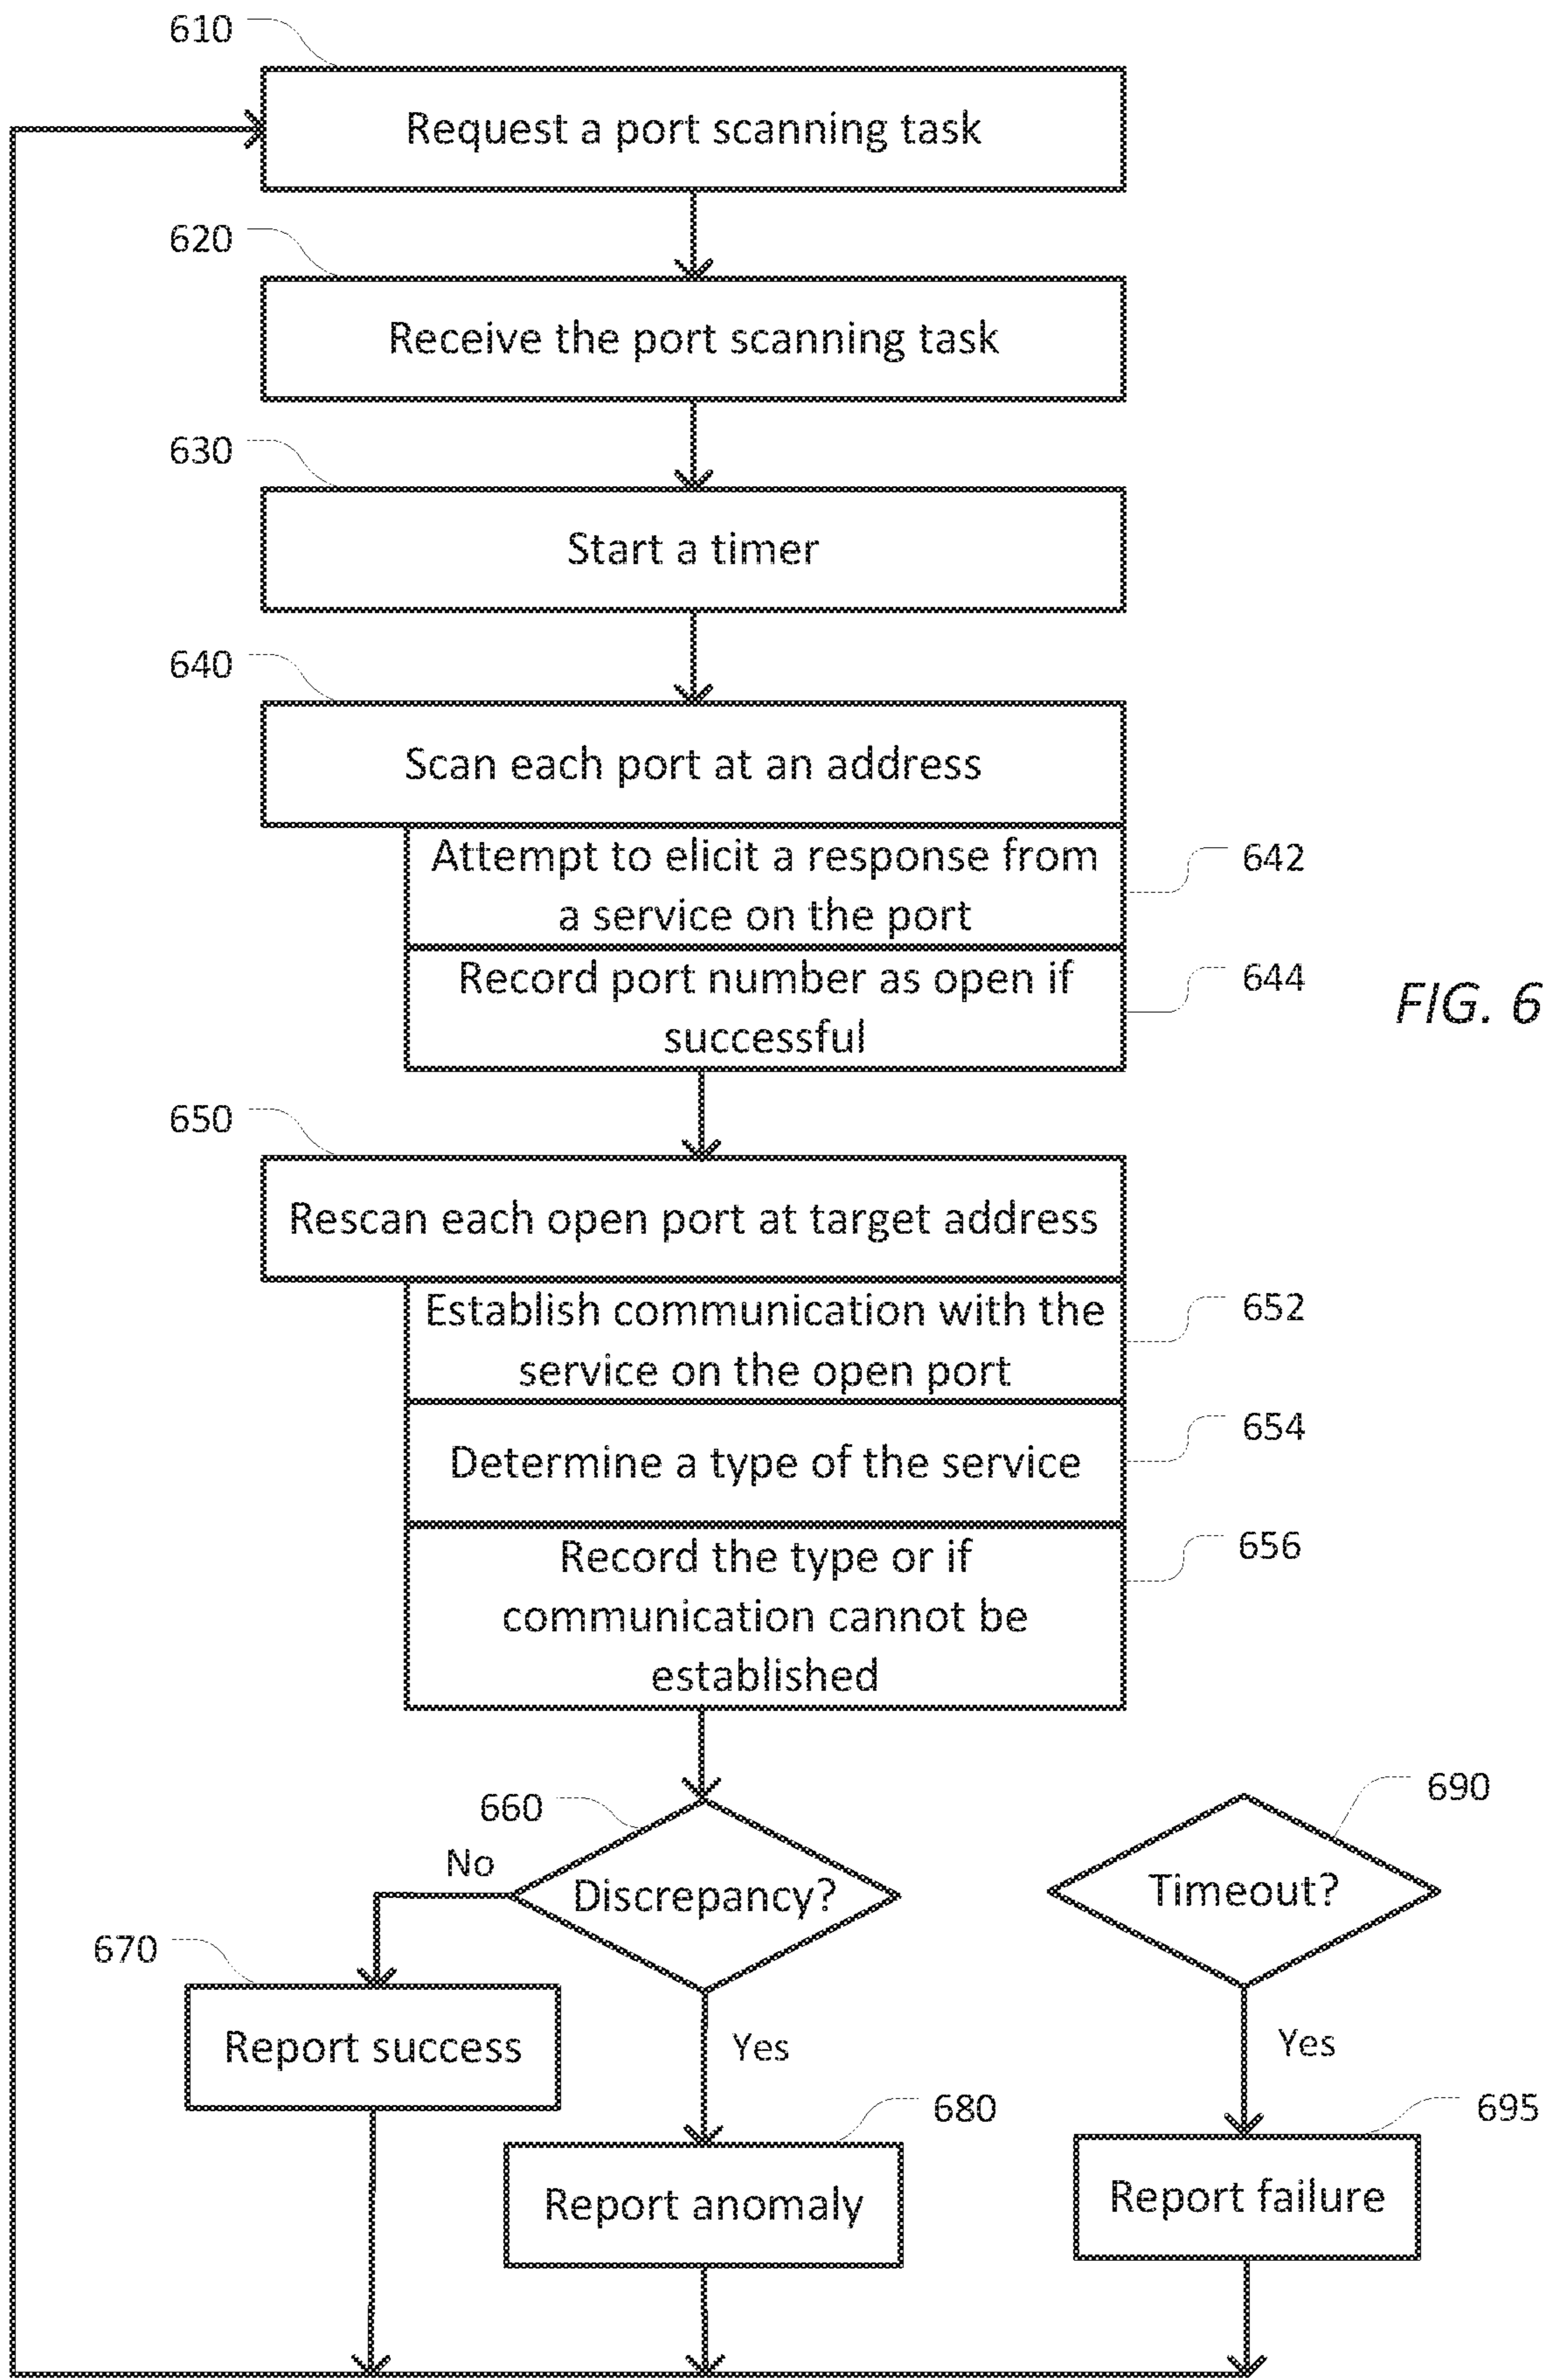 610
Request a port scanning task
620
Receive the port scanning task
630
Start a timer
640
Scan each port at an address
Attempt to elicit a response from
a service on the port
642
Record port number as open if
successful
644
FIG. 6
650
Rescan each open port at target address
Establish communication with the
service on the open port
652
Determine a type of the service
654
Record the type or if
communication cannot be
established
656
660
Discrepancy?
No
Yes
690
Timeout?
Yes
670
Report success
680
Report anomaly
695
Report failure